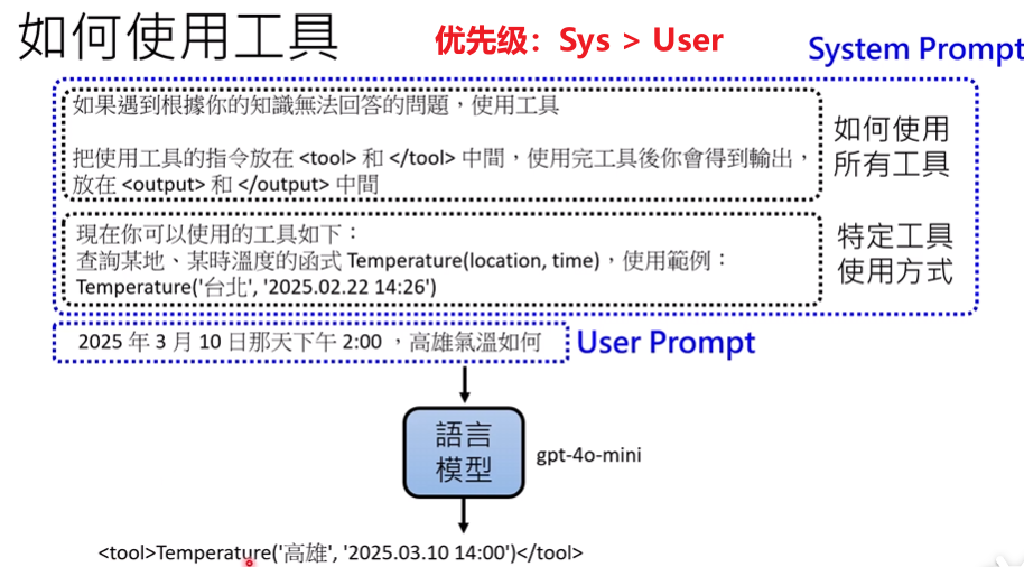 如何使用工具
优先级：Sys > User
System Prompt
如果遇到根據你的知識無法回答的問題，使用工具
把使用工具的指令放在 <tool> 和 </tool> 中間，使用完工具後你會得到輸出，
放在 <output> 和 </output> 中間
如何使用
所有工具
現在你可以使用的工具如下：
查詢某地、某時溫度的函式 Temperature(location, time)，使用範例：
Temperature('台北', '2025.02.22 14:26')
特定工具
使用方式
2025 年 3 月 10 日那天下午 2:00 ，高雄氣溫如何
User Prompt
語言
模型
gpt-4o-mini
<tool>Temperature('高雄', '2025.03.10 14:00')</tool>